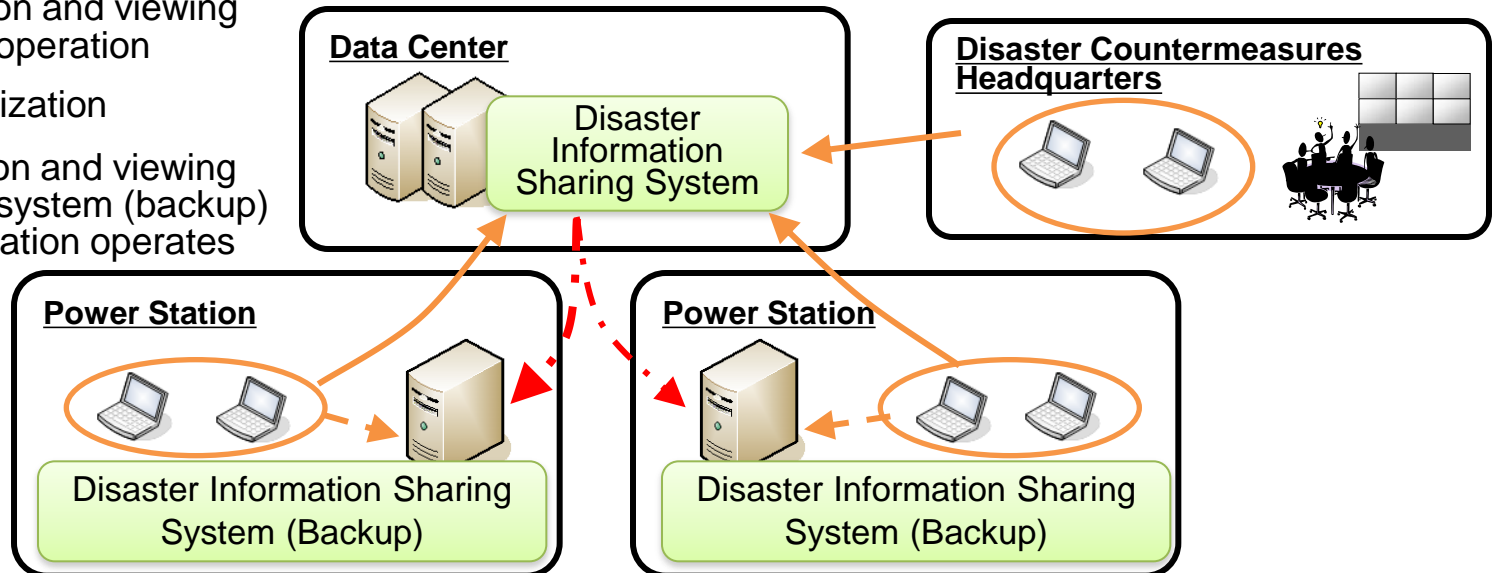 on and viewing
operation
ization
on and viewing
system (backup)
ation operates
Data Center
Disaster
Information
Sharing System
Disaster Countermeasures
Headquarters
Power Station
Disaster Information Sharing
System (Backup)
Power Station
Disaster Information Sharing
System (Backup)